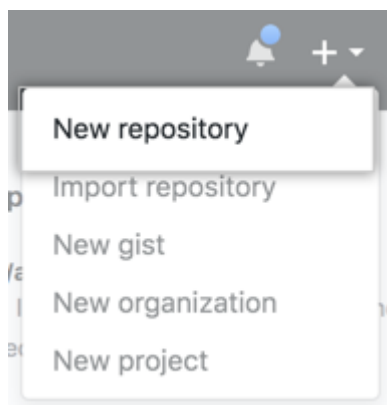 New repository
Import repository
New gist
New organization
New project